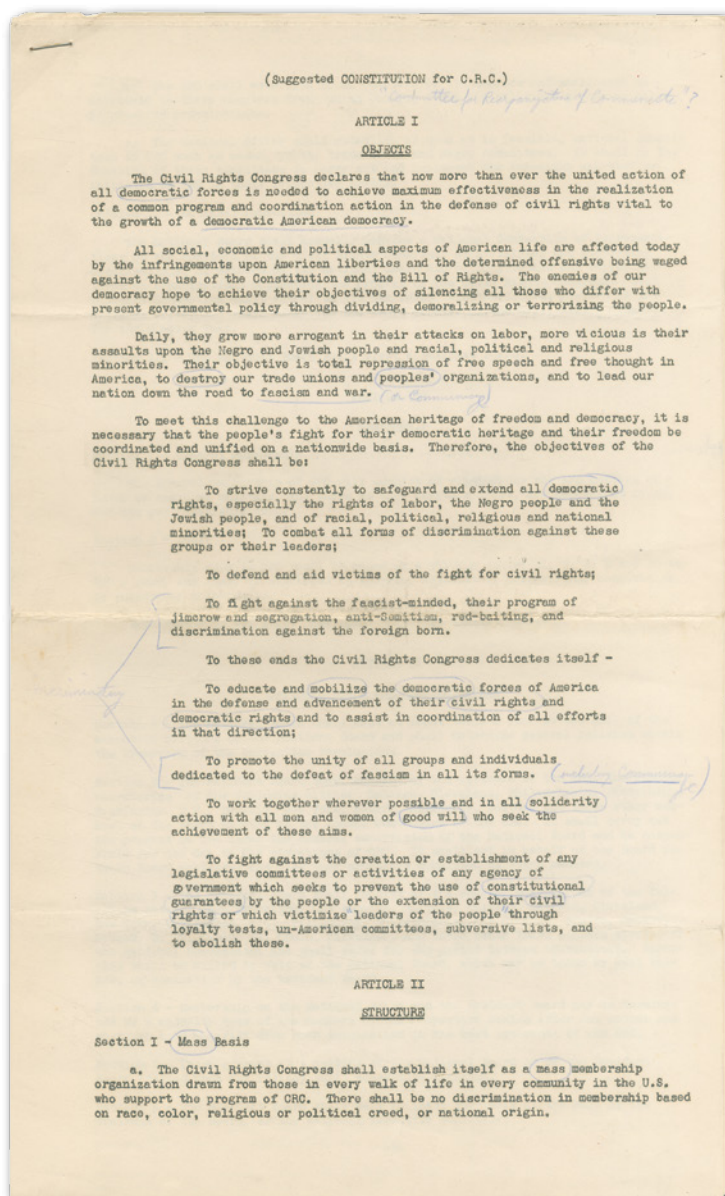 (Suggested CONSTITUTION for C.R.C.)
"Committee for Reorganization of Communists"?
ARTICLE I
OBJECTS
The Civil Rights Congress declares that now more than ever the united action of
all democratic forces is needed to achieve maximum effectiveness in the realization
of a common program and coordination action in the defense of civil rights vital to
the growth of a democratic American democracy.
All social, economic and political aspects of American life are affected today
by the infringements upon American liberties and the determined offensive being waged
against the use of the Constitution and the Bill of Rights. The enemies of our
democracy hope to achieve their objectives of silencing all those who differ with
present governmental policy through dividing, demoralizing or terrorizing the people.
Daily, they grow more arrogant in their attacks on labor, more vicious is their
assaults upon the Negro and Jewish people and racial, political and religious
minorities. Their objective is total repression of free speech and free thought in
America, to destroy our trade unions and peoples' organizations, and to lead our
nation down the road to fascism and war. (or Communism)
To meet this challenge to the American heritage of freedom and democracy, it is
necessary that the people's fight for their democratic heritage and their freedom be
coordinated and unified on a nationwide basis. Therefore, the objectives of the
Civil Rights Congress shall be:
To strive constantly to safeguard and extend all democratic
rights, especially the rights of labor, the Negro people and the
Jewish people, and of racial, political, religious and national
minorities; To combat all forms of discrimination against these
groups or their leaders;
To defend and aid victims of the fight for civil rights;
To fight against the fascist-minded, their program of
jimcrow and segregation, anti-Semitism, red-baiting, and
discrimination against the foreign born.
To these ends the Civil Rights Congress dedicates itself -
To educate and mobilize the democratic forces of America
in the defense and advancement of their civil rights and
democratic rights and to assist in coordination of all efforts
in that direction;
To promote the unity of all groups and individuals
dedicated to the defeat of fascism in all its forms. (including Communism
To work together wherever possible and in all solidarity
action with all men and women of good will who seek the
achievement of these aims.
To fight against the creation or establishment of any
legislative committees or activities of any agency of
government which seeks to prevent the use of constitutional
guarantees by the people or the extension of their civil
rights or which victimize leaders of the people through
loyalty tests, un-American committees, subversive lists, and
to abolish these.
ARTICLE II
STRUCTURE
Section I - Mass Basis
a. The Civil Rights Congress shall establish itself as a mass membership
organization drawn from those in every walk of life in every community in the U.S.
who support the program of CRC. There shall be no discrimination in membership based
on race, color, religious or political creed, or national origin.